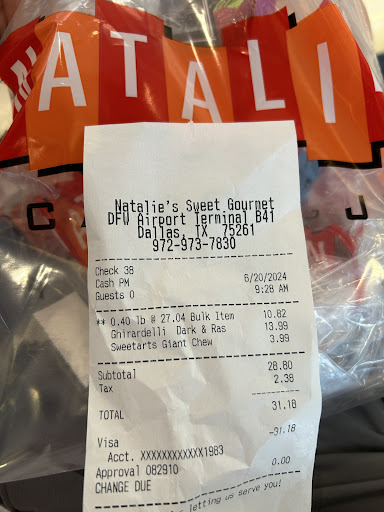 NATALI
CA J
Natalie's Sweet Gourmet
DFW Airport Terminal B41
Dallas, TX 75261
972-973-7830
Check 38
Cash PM 6/20/2024
Guests 0 9:28 AM
** 0.40 lb @ 27.04 Bulk Item 10.82
Ghirardelli Dark & Ras 13.99
Sweetarts Giant Chew 3.99
Subtotal 28.80
Tax 2.38
TOTAL 31.18
Visa -31.18
Acct. XXXXXXXXXXXX1983
Approval 082910
CHANGE DUE 0.00
letting us serve you!